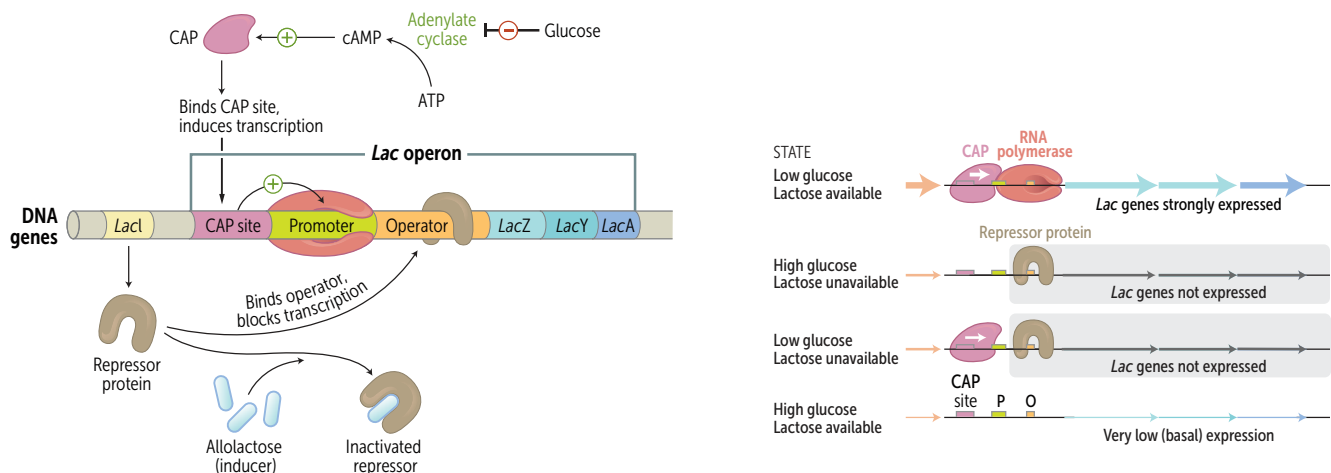 CAP
cAMP
Adenylate
cyclase
Glucose
ATP
Binds CAP site,
induces transcription
Lac operon
DNA
genes
LacI
CAP site
Promoter
Operator
LacZ
LacY
LacA
Binds operator,
blocks transcription
Repressor
protein
Allolactose
(inducer)
Inactivated
repressor
STATE
CAP
RNA
polymerase
Low glucose
Lactose available
Lac genes strongly expressed
Repressor protein
High glucose
Lactose unavailable
Lac genes not expressed
Low glucose
Lactose unavailable
Lac genes not expressed
CAP
site
P
O
High glucose
Lactose available
Very low (basal) expression